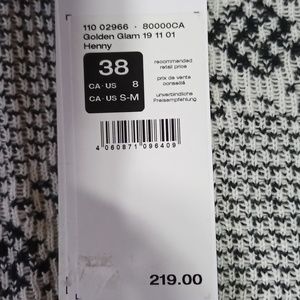 110 02966 · 80000CA
Golden Glam 19 11 01
Henny
38
CA·US 8
CA·US S-M
recommended
retail price
prix de vente
conseillé
unverbindliche
Preisempfehlung
4 060871 096409
219.00